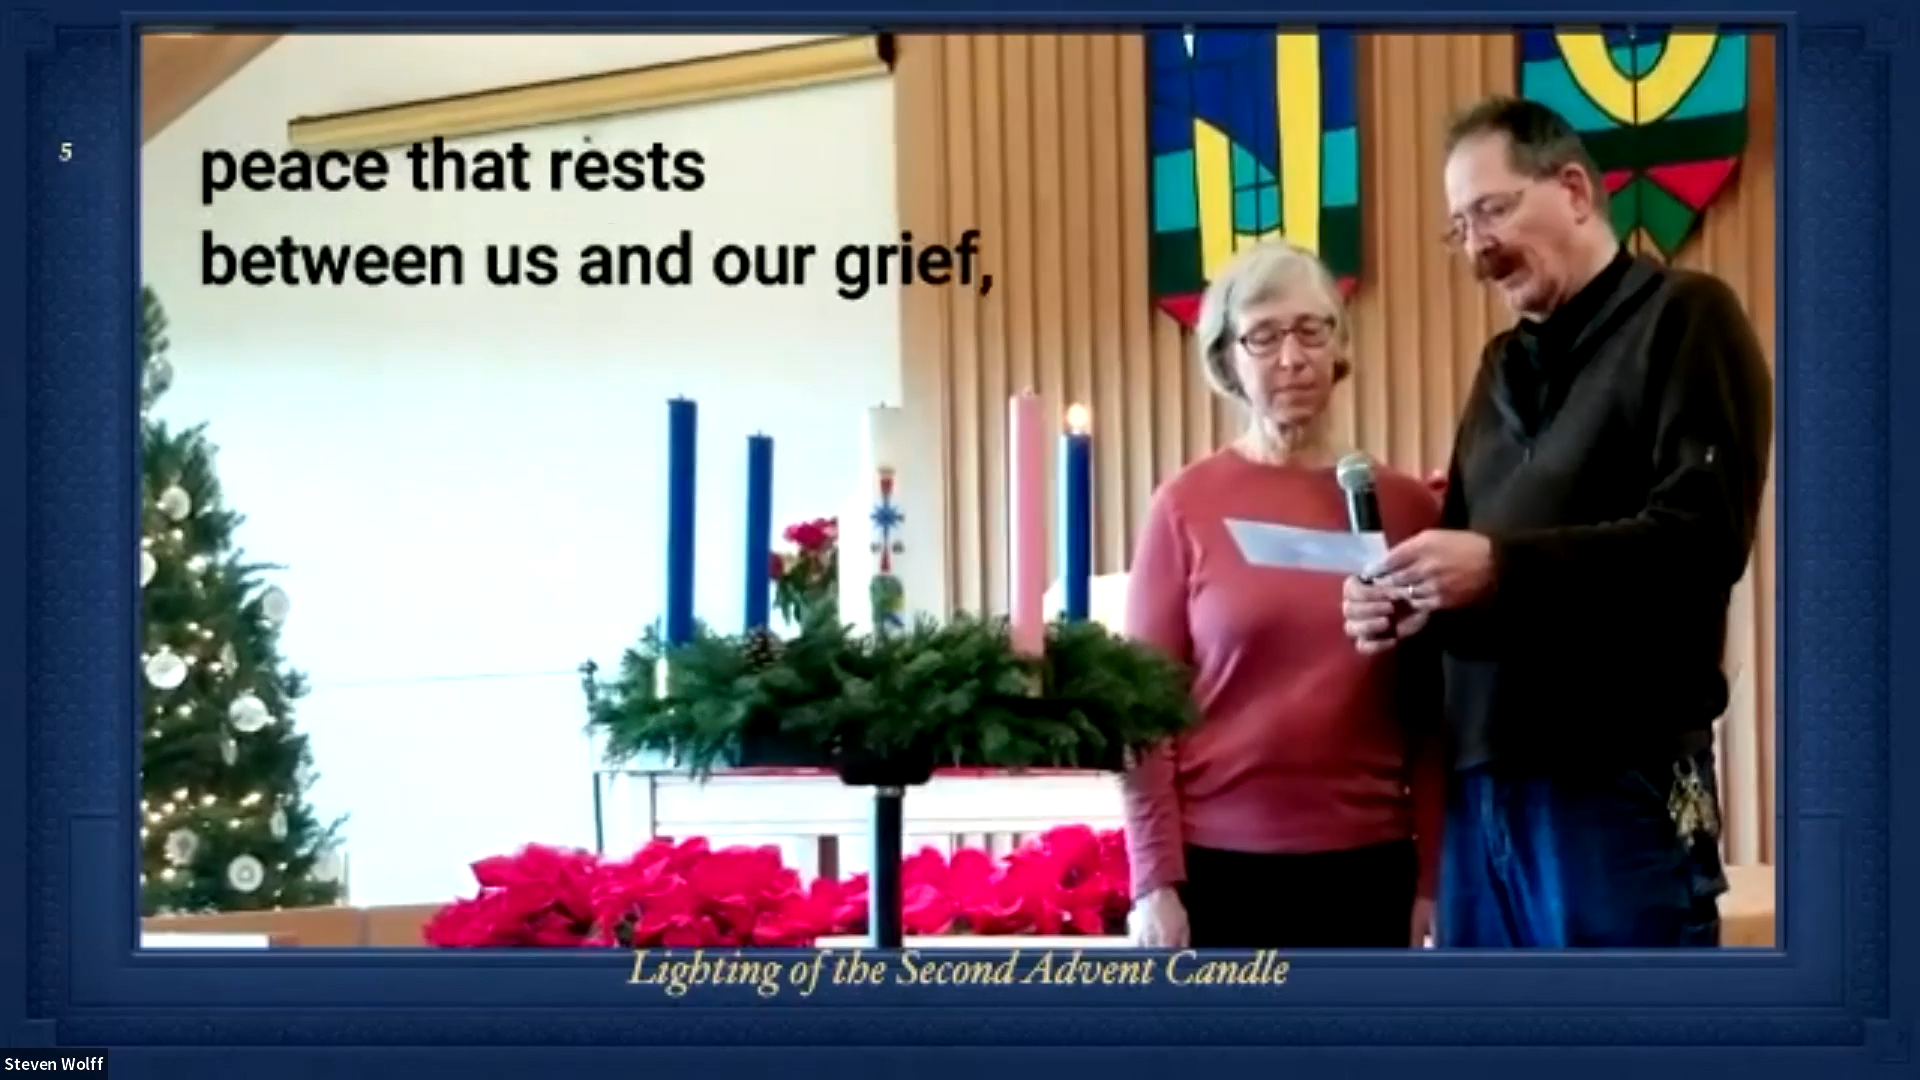 5
peace that rests
between us and our grief,
Lighting of the Second Advent Candle
Steven Wolff